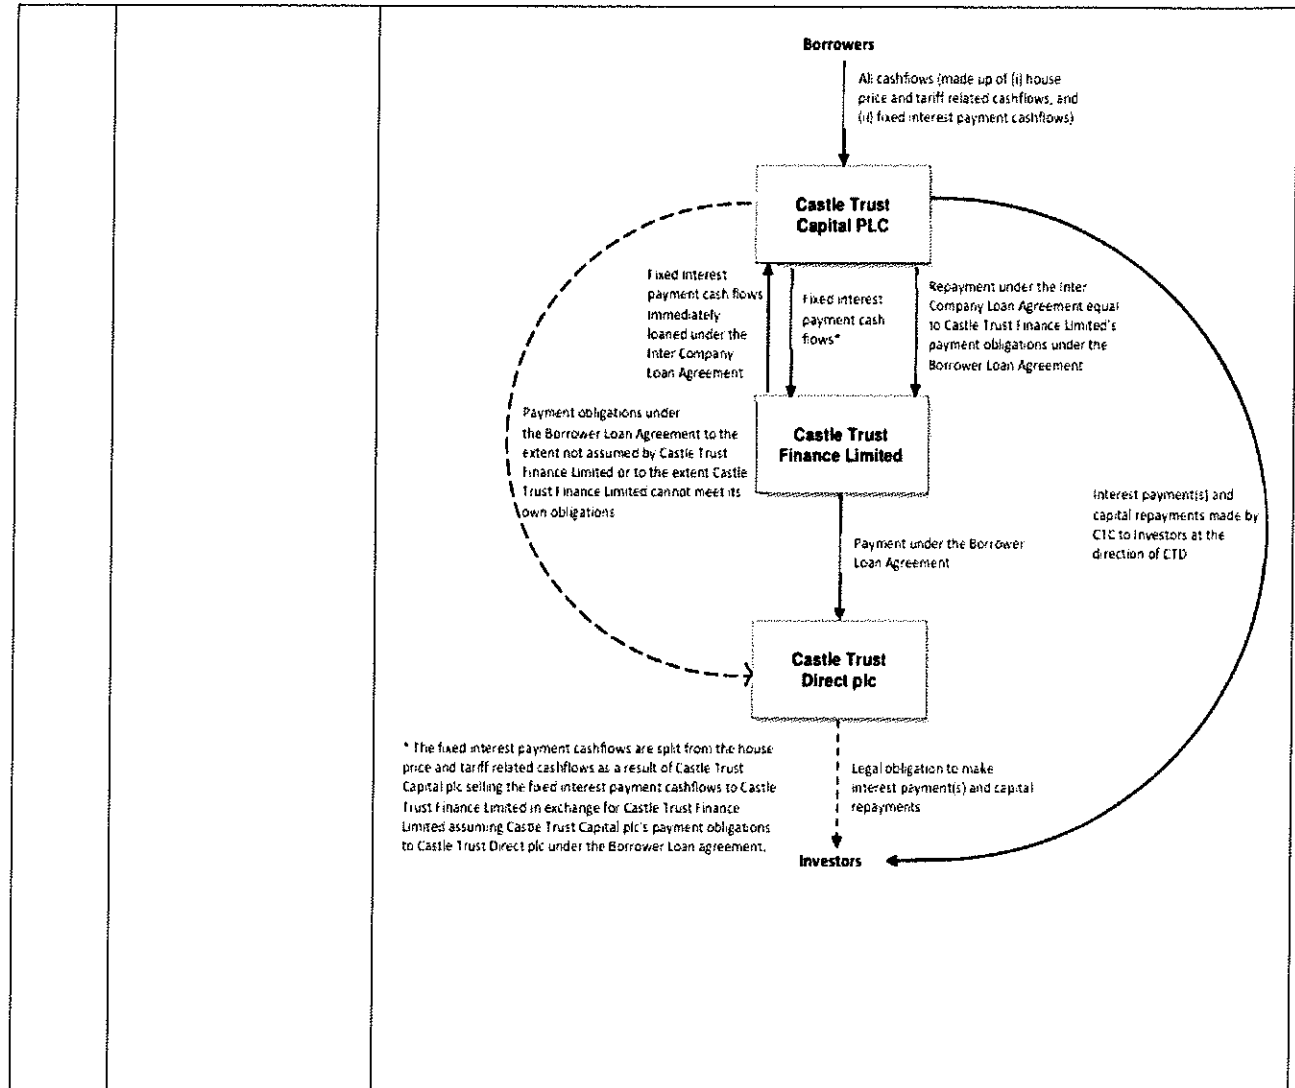 Borrowers
All cashflows (made up of (i) house
price and tariff related cashflows, and
(ii) fixed interest payment cashflows)
Castle Trust
Capital PLC
Fixed interest
payment cash flows
immediately
loaned under the
Inter Company
Loan Agreement
Fixed interest
payment cash
flows*
Repayment under the Inter
Company Loan Agreement equal
to Castle Trust Finance Limited's
payment obligations under the
Borrower Loan Agreement
Payment obligations under
the Borrower Loan Agreement to the
extent not assumed by Castle Trust
Finance Limited or to the extent Castle
Trust Finance Limited cannot meet its
own obligations
Castle Trust
Finance Limited
Interest payment(s) and
capital repayments made by
CTC to Investors at the
direction of CTD
Payment under the Borrower
Loan Agreement
Castle Trust
Direct plc
* The fixed interest payment cashflows are split from the house
price and tariff related cashflows as a result of Castle Trust
Capital plc selling the fixed interest payment cashflows to Castle
Trust Finance Limited in exchange for Castle Trust Finance
Limited assuming Castle Trust Capital plc's payment obligations
to Castle Trust Direct plc under the Borrower Loan agreement.
Legal obligation to make
interest payment(s) and capital
repayments
Investors